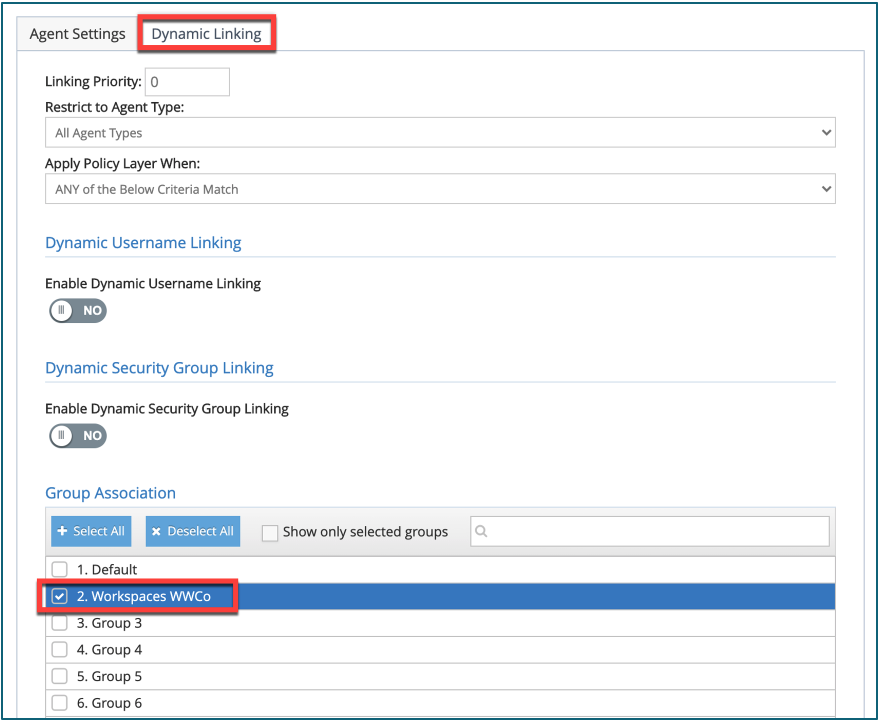 Agent Settings Dynamic Linking
Linking Priority: 0
Restrict to Agent Type:
All Agent Types
Apply Policy Layer When:
ANY of the Below Criteria Match
Dynamic Username Linking
Enable Dynamic Username Linking
NO
Dynamic Security Group Linking
Enable Dynamic Security Group Linking
NO
Group Association
+ Select All × Deselect All Show only selected groups
1. Default
2. Workspaces WWCo
3. Group 3
4. Group 4
5. Group 5
6. Group 6